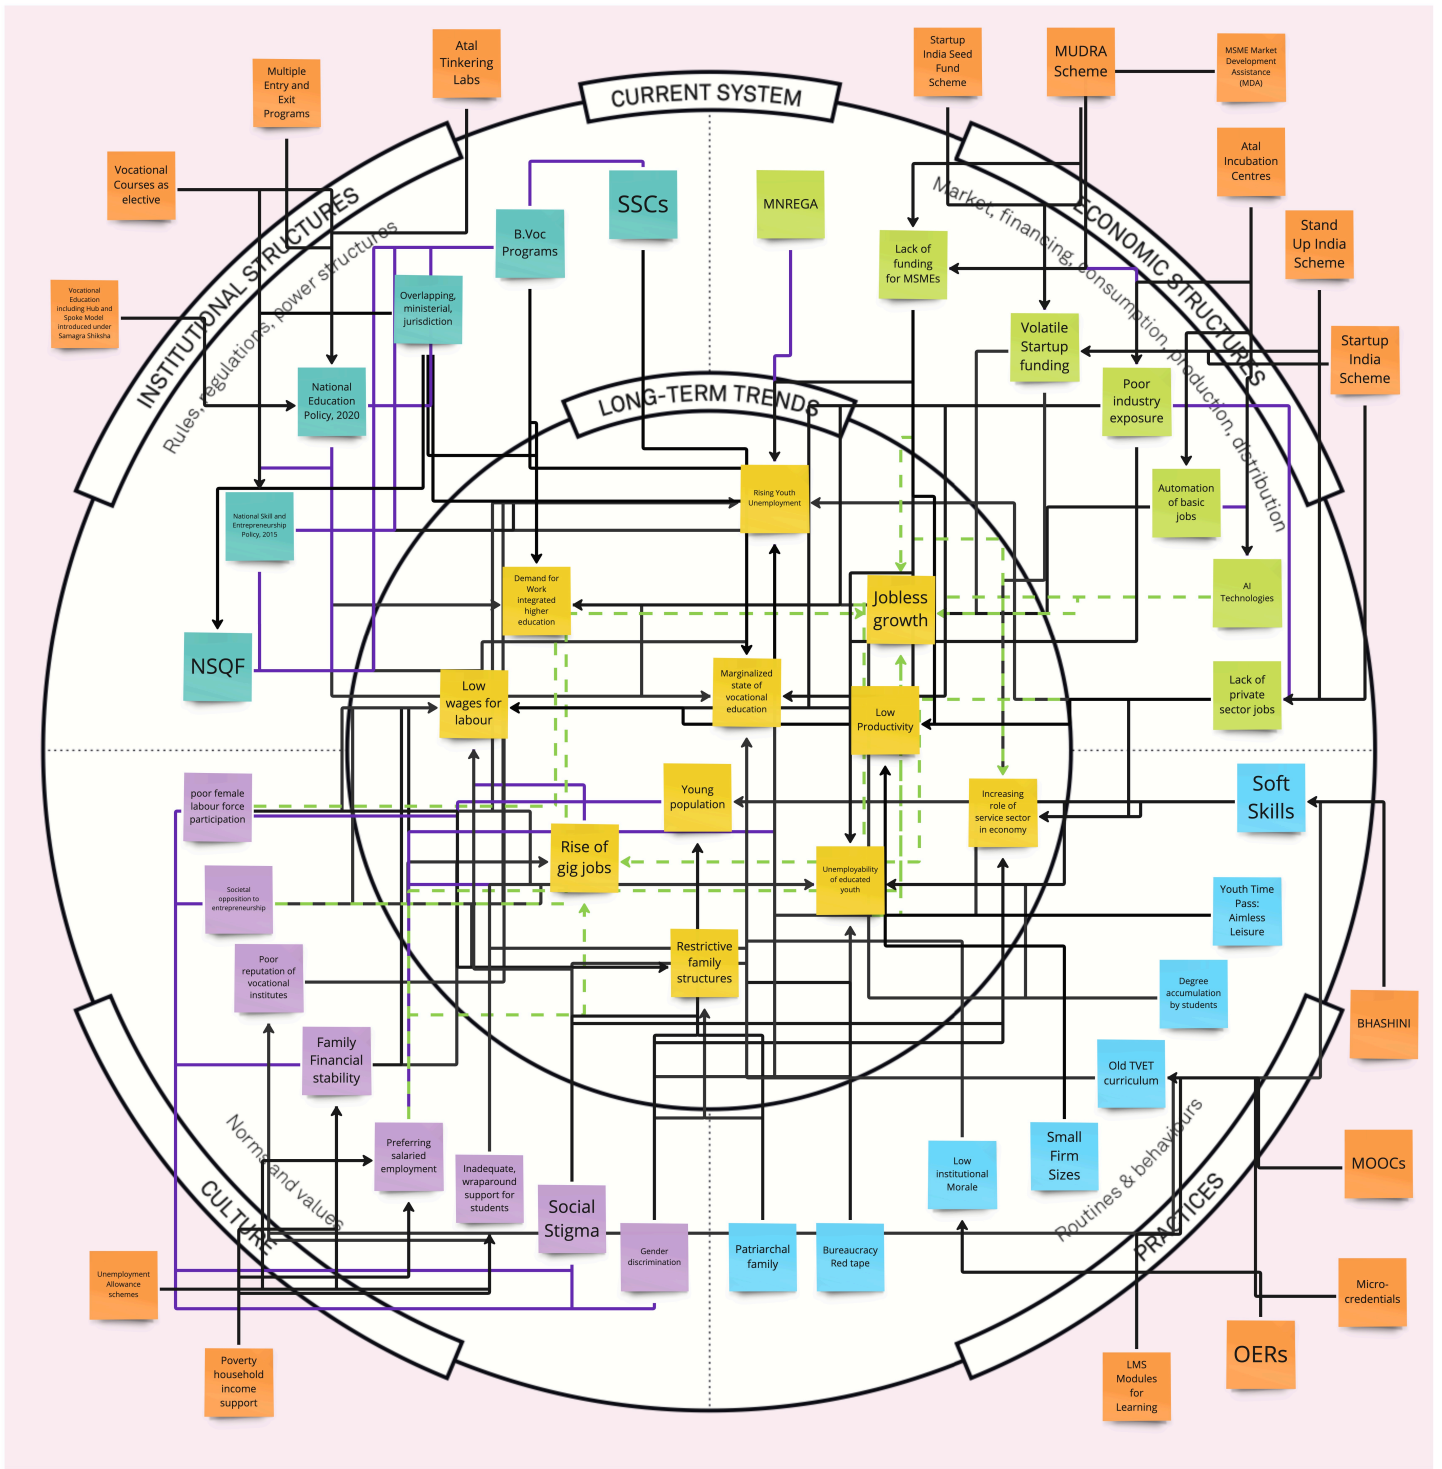 Atal
Tinkering
Labs
Startup
India Seed
Fund
Scheme
MUDRA
Scheme
MSME Market
Development
Assistance
(MDA)
Multiple
Entry and
Exit
Programs
CURRENT SYSTEM
Atal
Incubation
Centres
Vocational
Courses as
elective
INSTITUTIONAL STRUCTURES
Rules, regulations, power structures
ECONOMIC STRUCTURES
Market, financing, consumption, production, distribution
SSCs
MNREGA
B.Voc
Programs
Lack of
funding
for MSMEs
Stand
Up India
Scheme
Overlapping,
ministerial,
jurisdiction
Vocational
Education
including Hub and
Spoke Model
introduced under
Samagra Shiksha
Volatile
Startup
funding
Startup
India
Scheme
National
Education
Policy, 2020
LONG-TERM TRENDS
Poor
industry
exposure
Rising Youth
Unemployment
Automation
of basic
jobs
National Skill and
Entrepreneurship
Policy, 2015
Demand for
Work
integrated
higher
education
Jobless
growth
AI
Technologies
NSQF
Low
wages for
labour
Marginalized
state of
vocational
education
Low
Productivity
Lack of
private
sector jobs
poor female
labour force
participation
Young
population
Increasing
role of
service sector
in economy
Soft
Skills
Rise of
gig jobs
Unemployability
of educated
youth
Societal
opposition to
entrepreneurship
Youth Time
Pass:
Aimless
Leisure
Poor
reputation of
vocational
institutes
Restrictive
family
structures
Degree
accumulation
by students
BHASHINI
Family
Financial
stability
Old TVET
curriculum
Preferring
salaried
employment
Inadequate,
wraparound
support for
students
Low
institutional
Morale
Small
Firm
Sizes
MOOCs
Norms and values
CULTURE
Routines & behaviours
PRACTICES
Social
Stigma
Gender
discrimination
Patriarchal
family
Bureaucracy
Red tape
Unemployment
Allowance
schemes
Micro-
credentials
OERs
Poverty
household
income
support
LMS
Modules
for
Learning